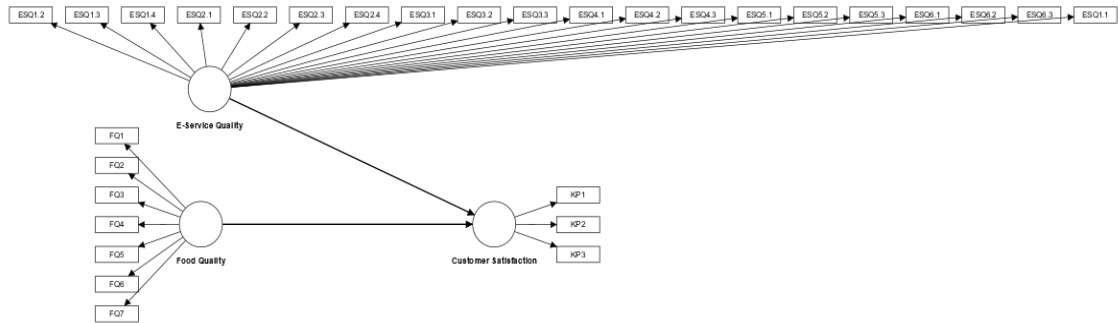 ESQ1.2 ESQ1.3 ESQ1.4 ESQ2.1 ESQ2.2 ESQ2.3 ESQ2.4 ESQ3.1 ESQ3.2 ESQ3.3 ESQ4.1 ESQ4.2 ESQ4.3 ESQ5.1 ESQ5.2 ESQ5.3 ESQ6.1 ESQ6.2 ESQ6.3 ESQ1.1
E-Service Quality
FQ1
FQ2
FQ3
FQ4
FQ5
FQ6
FQ7
Food Quality
KP1
KP2
KP3
Customer Satisfaction